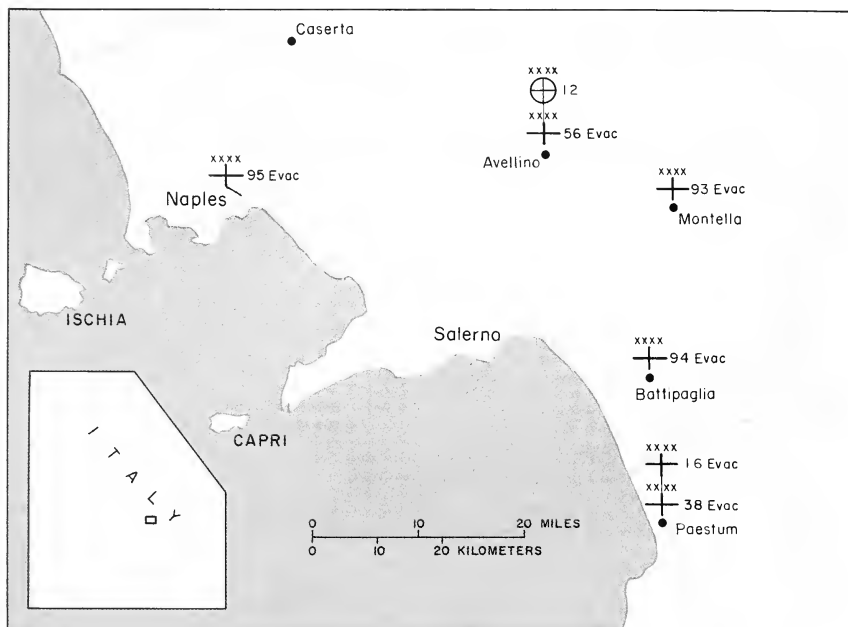 Caserta
xxxx
12
xxxx
56 Evac
Avellino
xxxx
95 Evac
Naples
xxxx
93 Evac
Montella
ISCHIA
Salerno
xxxx
94 Evac
Battipaglia
CAPRI
xxxx
16 Evac
xxxx
38 Evac
Paestum
ITALY
0 10 20 MILES
0 10 20 KILOMETERS